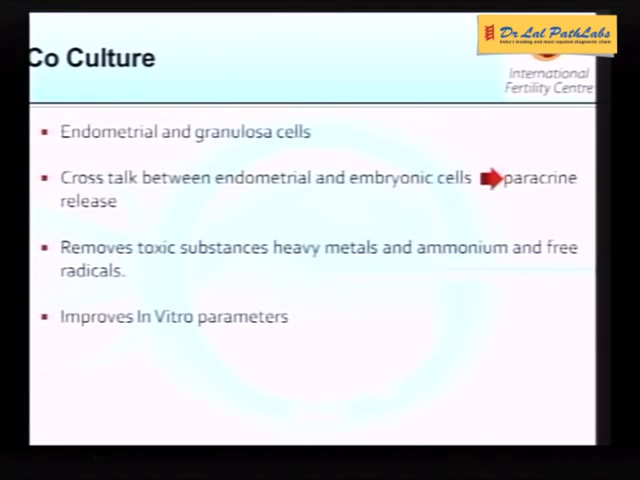 Dr Lal PathLabs
Co Culture
International
Fertility Centre
Endometrial and granulosa cells
Cross talk between endometrial and embryonic cells paracrine
release
Removes toxic substances heavy metals and ammonium and free
radicals.
Improves In Vitro parameters